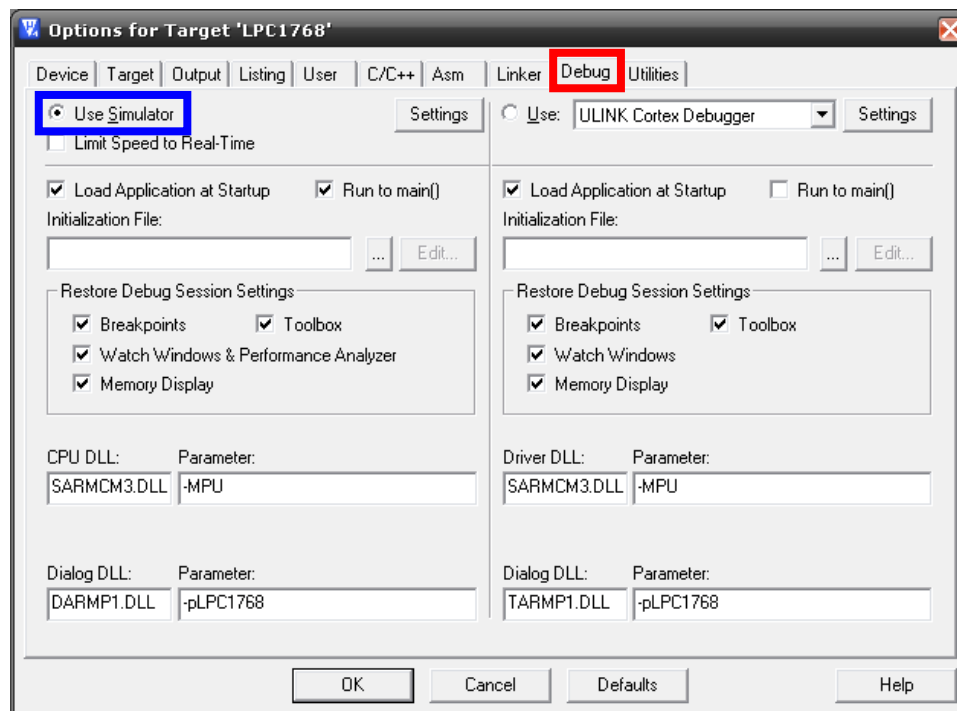 Options for Target 'LPC1768'
Device Target Output Listing User C/C++ Asm Linker Debug Utilities
Use Simulator Settings Use: ULINK Cortex Debugger Settings
Limit Speed to Real-Time
Load Application at Startup Run to main() Load Application at Startup Run to main()
Initialization File: Initialization File:
... Edit... ... Edit...
Restore Debug Session Settings Restore Debug Session Settings
Breakpoints Toolbox Breakpoints Toolbox
Watch Windows & Performance Analyzer Watch Windows
Memory Display Memory Display
CPU DLL: Parameter: Driver DLL: Parameter:
SARMCM3.DLL -MPU SARMCM3.DLL -MPU
Dialog DLL: Parameter: Dialog DLL: Parameter:
DARMP1.DLL -pLPC1768 TARMP1.DLL -pLPC1768
OK Cancel Defaults Help